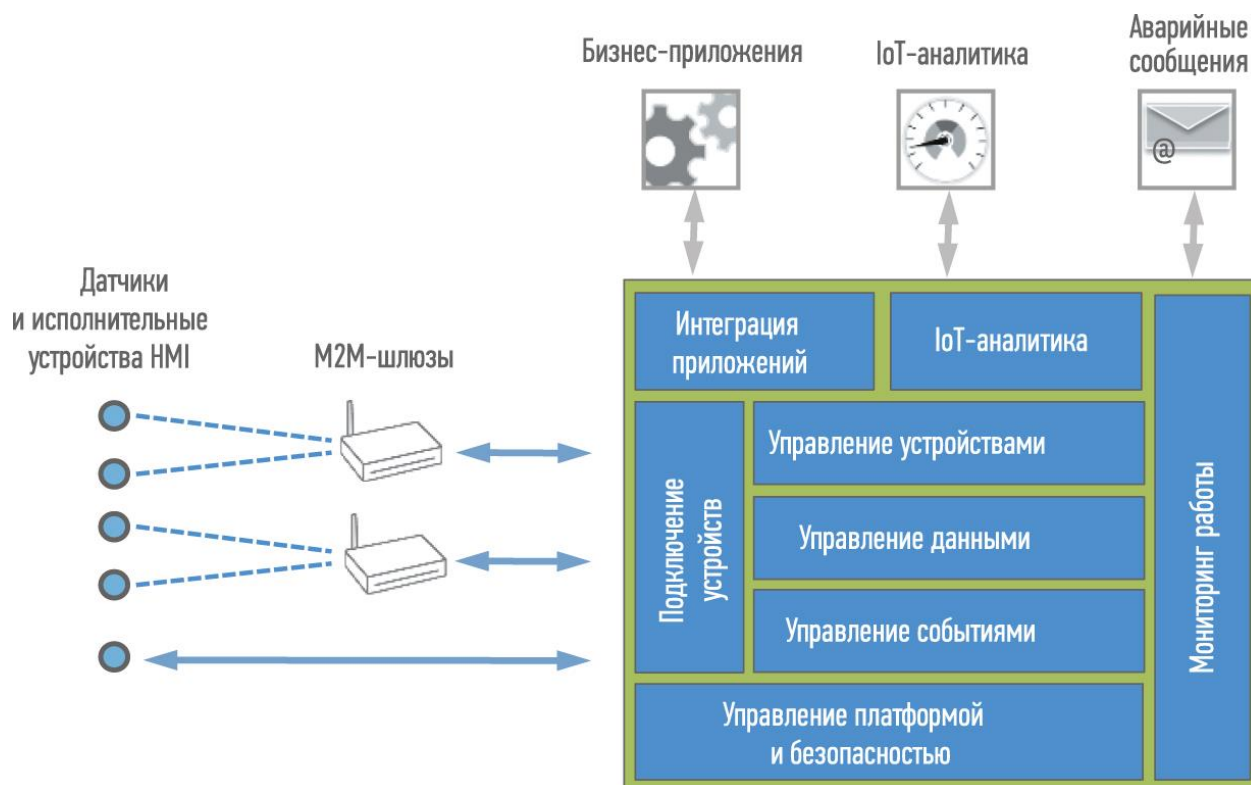 Бизнес-приложения
IoT-аналитика
Аварийные
сообщения
@
Датчики
и исполнительные
устройства HMI
M2M-шлюзы
Интеграция
приложений
IoT-аналитика
Подключение
устройств
Управление устройствами
Управление данными
Управление событиями
Мониторинг работы
Управление платформой
и безопасностью